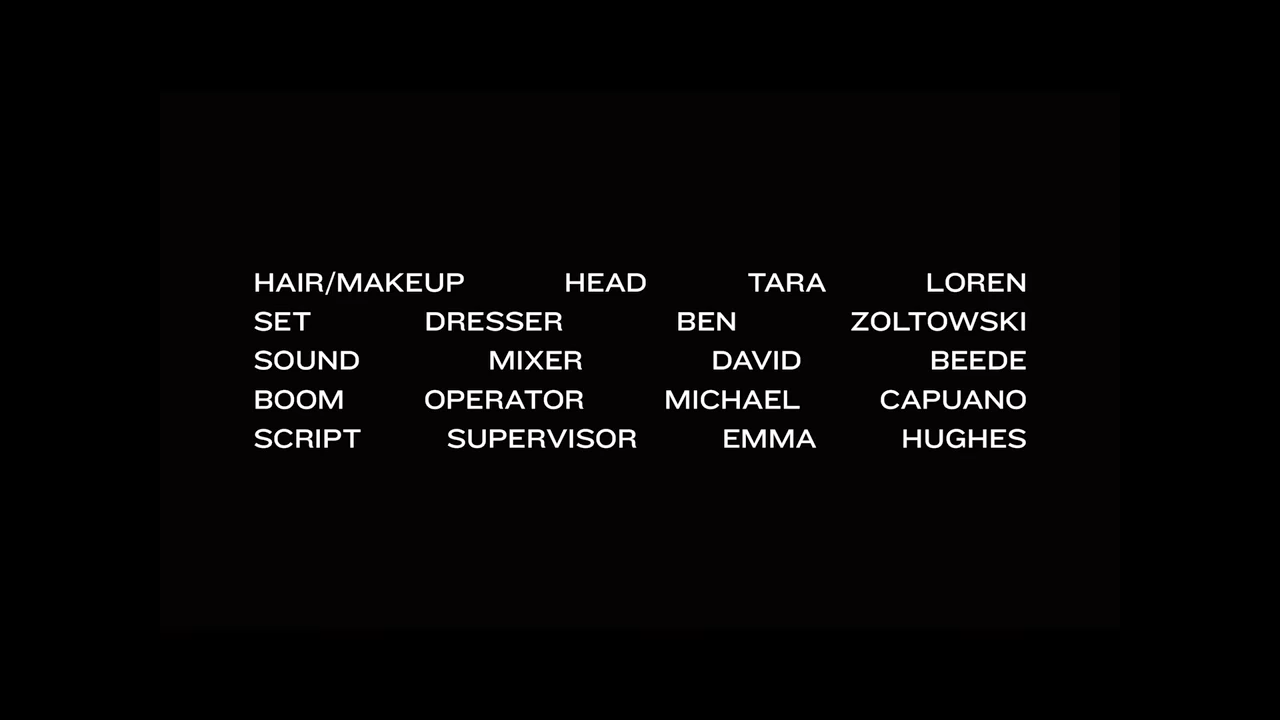 HAIR/MAKEUP HEAD TARA LOREN
SET DRESSER BEN ZOLTOWSKI
SOUND MIXER DAVID BEEDE
BOOM OPERATOR MICHAEL CAPUANO
SCRIPT SUPERVISOR EMMA HUGHES